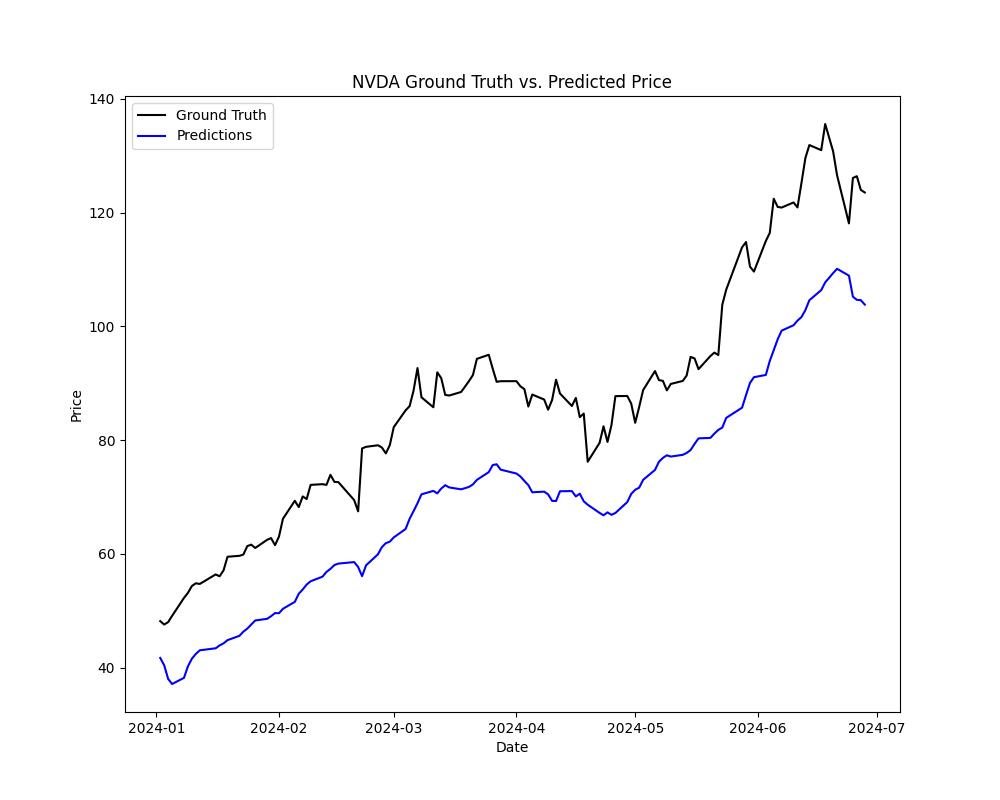 NVDA Ground Truth vs. Predicted Price
140
Ground Truth
Predictions
120
100
80
60
40
Price
2024-01 2024-02 2024-03 2024-04 2024-05 2024-06 2024-07
Date